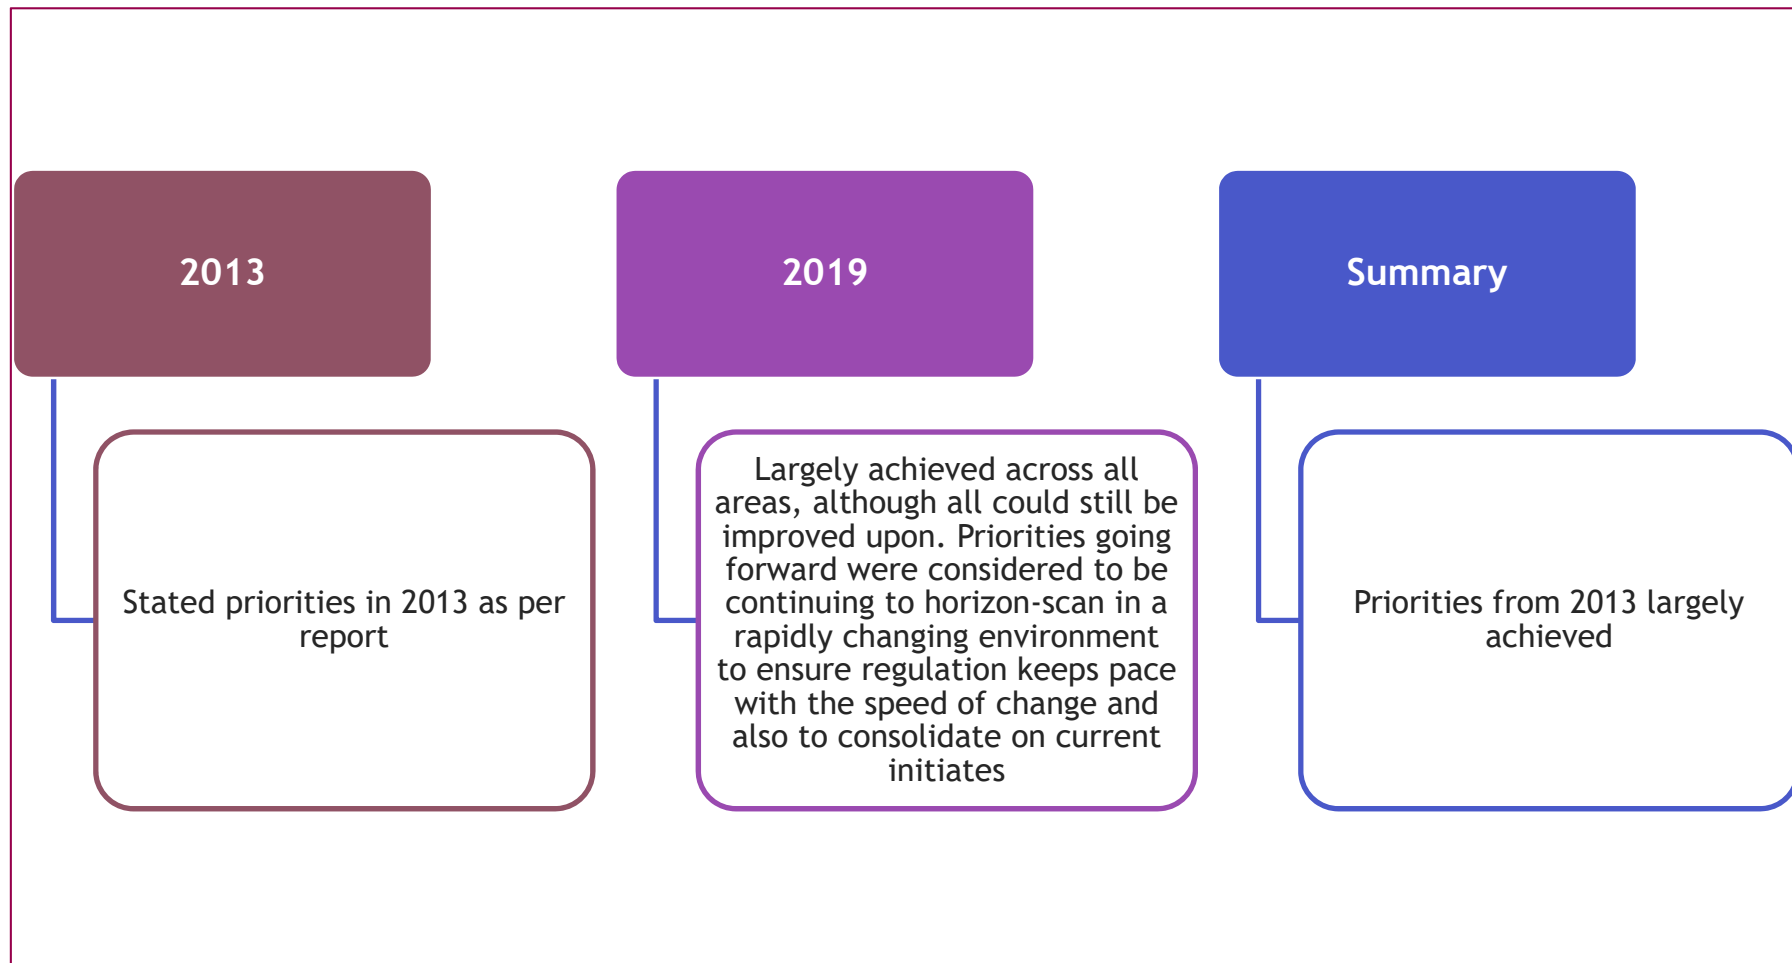 2013
Stated priorities in 2013 as per
report
2019
Largely achieved across all
areas, although all could still be
improved upon. Priorities going
forward were considered to be
continuing to horizon-scan in a
rapidly changing environment
to ensure regulation keeps pace
with the speed of change and
also to consolidate on current
initiates
Summary
Priorities from 2013 largely
achieved